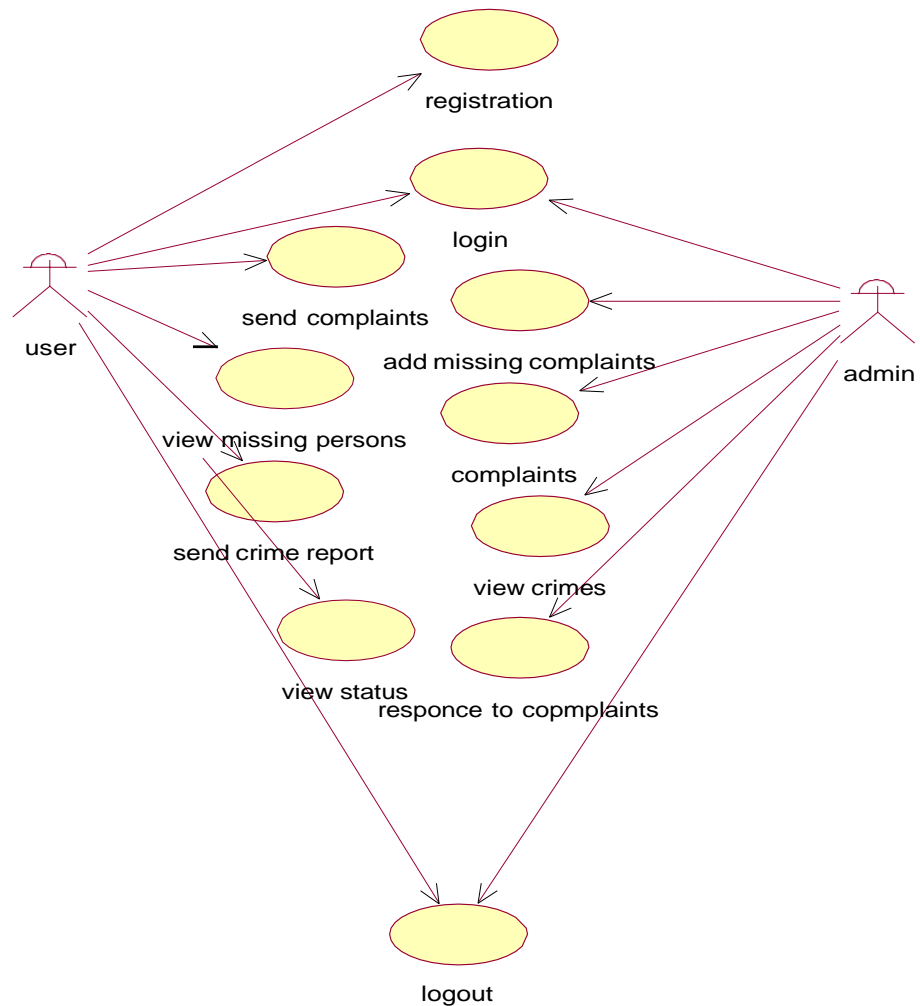 registration
login
send complaints
user
add missing complaints
admin
view missing persons
complaints
send crime report
view crimes
view status
responce to copmplaints
logout